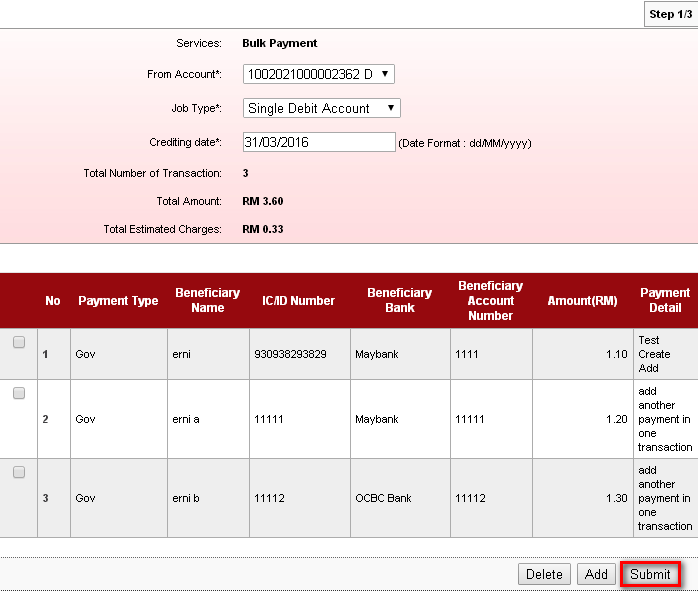 Step 1/3
Services: Bulk Payment
From Account*: 1002021000002362 D
Job Type*: Single Debit Account
Crediting date*: 31/03/2016 (Date Format : dd/MM/yyyy)
Total Number of Transaction: 3
Total Amount: RM 3.60
Total Estimated Charges: RM 0.33
No Payment Type Beneficiary Name IC/ID Number Beneficiary Bank Beneficiary Account Number Amount(RM) Payment Detail
1 Gov erni 930938293829 Maybank 1111 1.10 Test Create Add
2 Gov erni a 11111 Maybank 11111 1.20 add another payment in one transaction
3 Gov erni b 11112 OCBC Bank 11112 1.30 add another payment in one transaction
Delete Add Submit